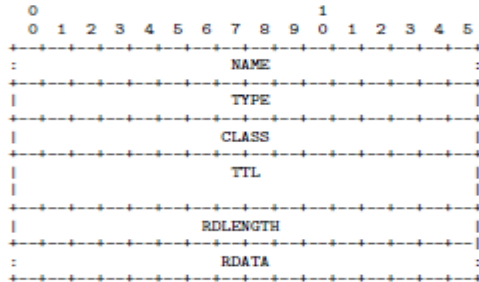 0 1
0 1 2 3 4 5 6 7 8 9 0 1 2 3 4 5
NAME
TYPE
CLASS
TTL
RDLENGTH
RDATA